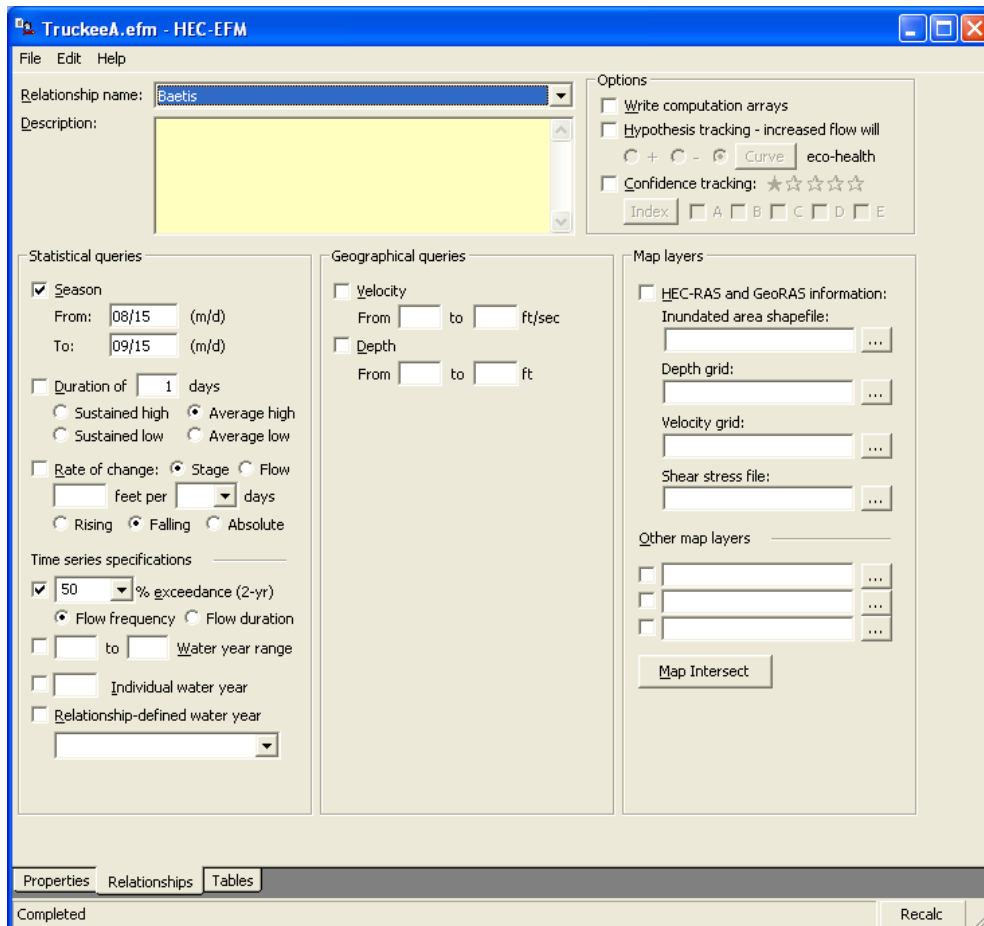 TruckeeA.efm - HEC-EFM
File Edit Help
Relationship name: Baetis
Description:
Options
Write computation arrays
Hypothesis tracking - increased flow will
+ - Curve eco-health
Confidence tracking:
Index A B C D E
Statistical queries
Season
From: 08/15 (m/d)
To: 09/15 (m/d)
Duration of 1 days
Sustained high Average high
Sustained low Average low
Rate of change: Stage Flow
feet per days
Rising Falling Absolute
Time series specifications
50 % exceedance (2-yr)
Flow frequency Flow duration
to Water year range
Individual water year
Relationship-defined water year
Geographical queries
Velocity
From to ft/sec
Depth
From to ft
Map layers
HEC-RAS and GeoRAS information:
Inundated area shapefile:
...
Depth grid:
...
Velocity grid:
...
Shear stress file:
...
Other map layers
...
...
...
Map Intersect
Properties Relationships Tables
Completed Recalc